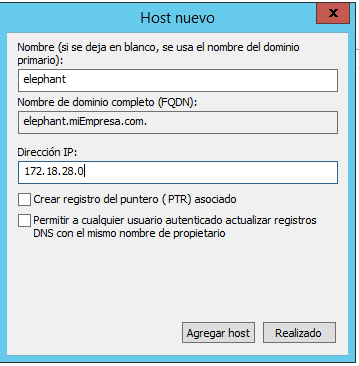 Host nuevo
x
Nombre (si se deja en blanco, se usa el nombre del dominio
primario):
elephant
Nombre de dominio completo (FQDN):
elephant.miEmpresa.com.
Dirección IP:
172.18.28.0
Crear registro del puntero (PTR) asociado
Permitir a cualquier usuario autenticado actualizar registros
DNS con el mismo nombre de propietario
Agregar host
Realizado